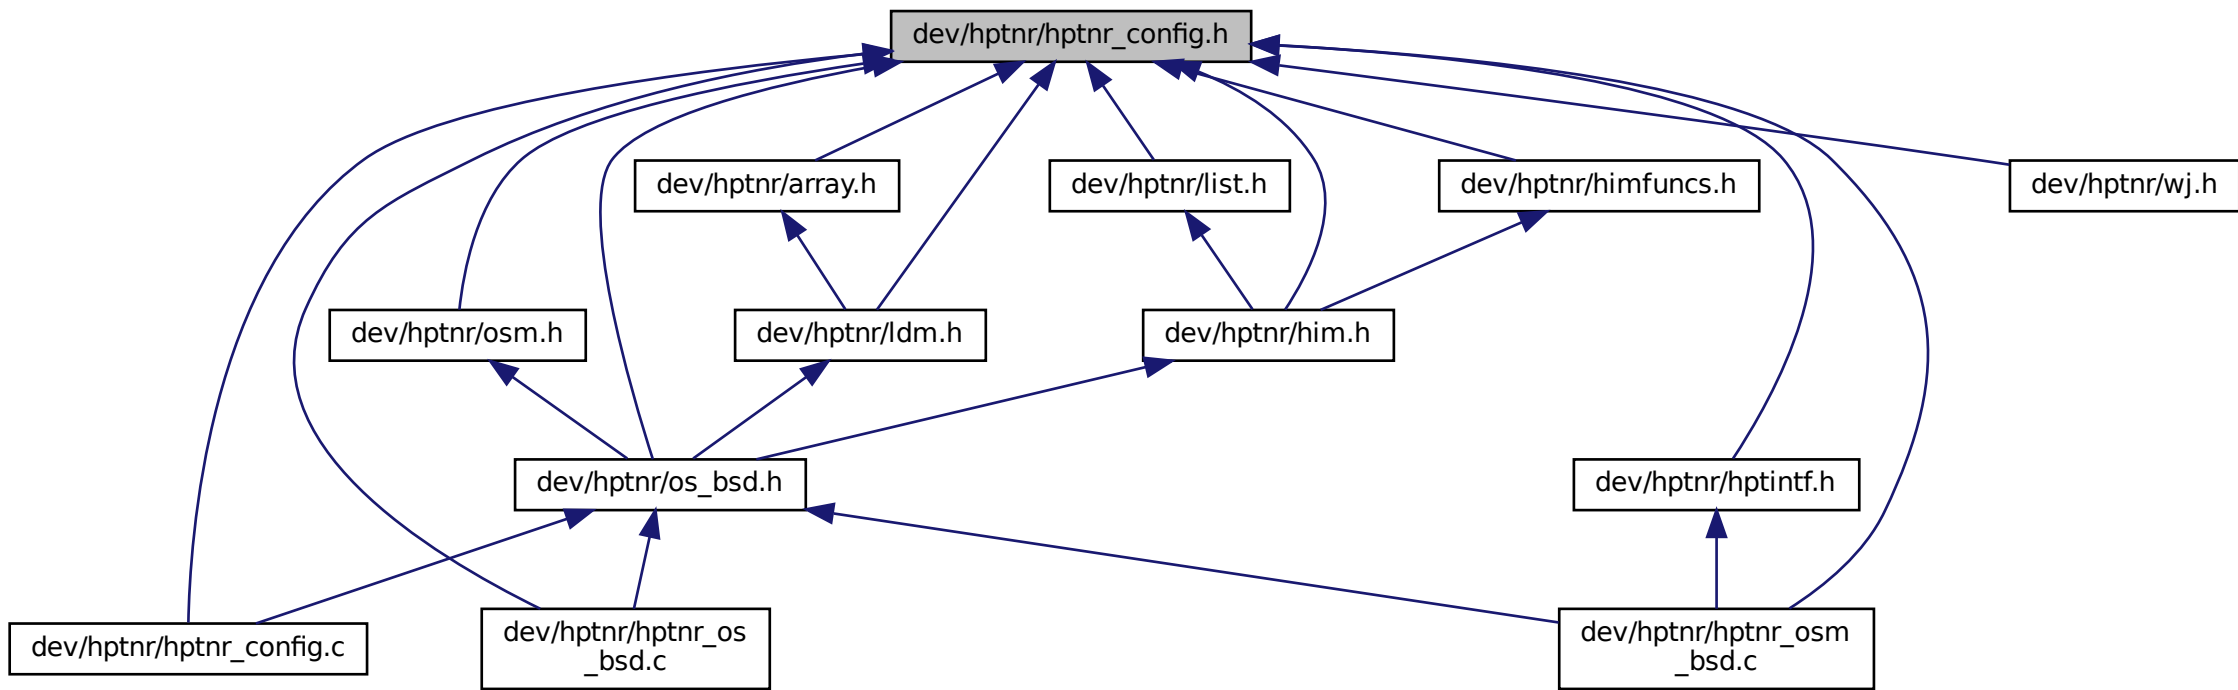 dev/hptnr/hptnr_config.h
dev/hptnr/array.h
dev/hptnr/list.h
dev/hptnr/himfuncs.h
dev/hptnr/wj.h
dev/hptnr/osm.h
dev/hptnr/ldm.h
dev/hptnr/him.h
dev/hptnr/os_bsd.h
dev/hptnr/hptintf.h
dev/hptnr/hptnr_config.c
dev/hptnr/hptnr_os
_bsd.c
dev/hptnr/hptnr_osm
_bsd.c